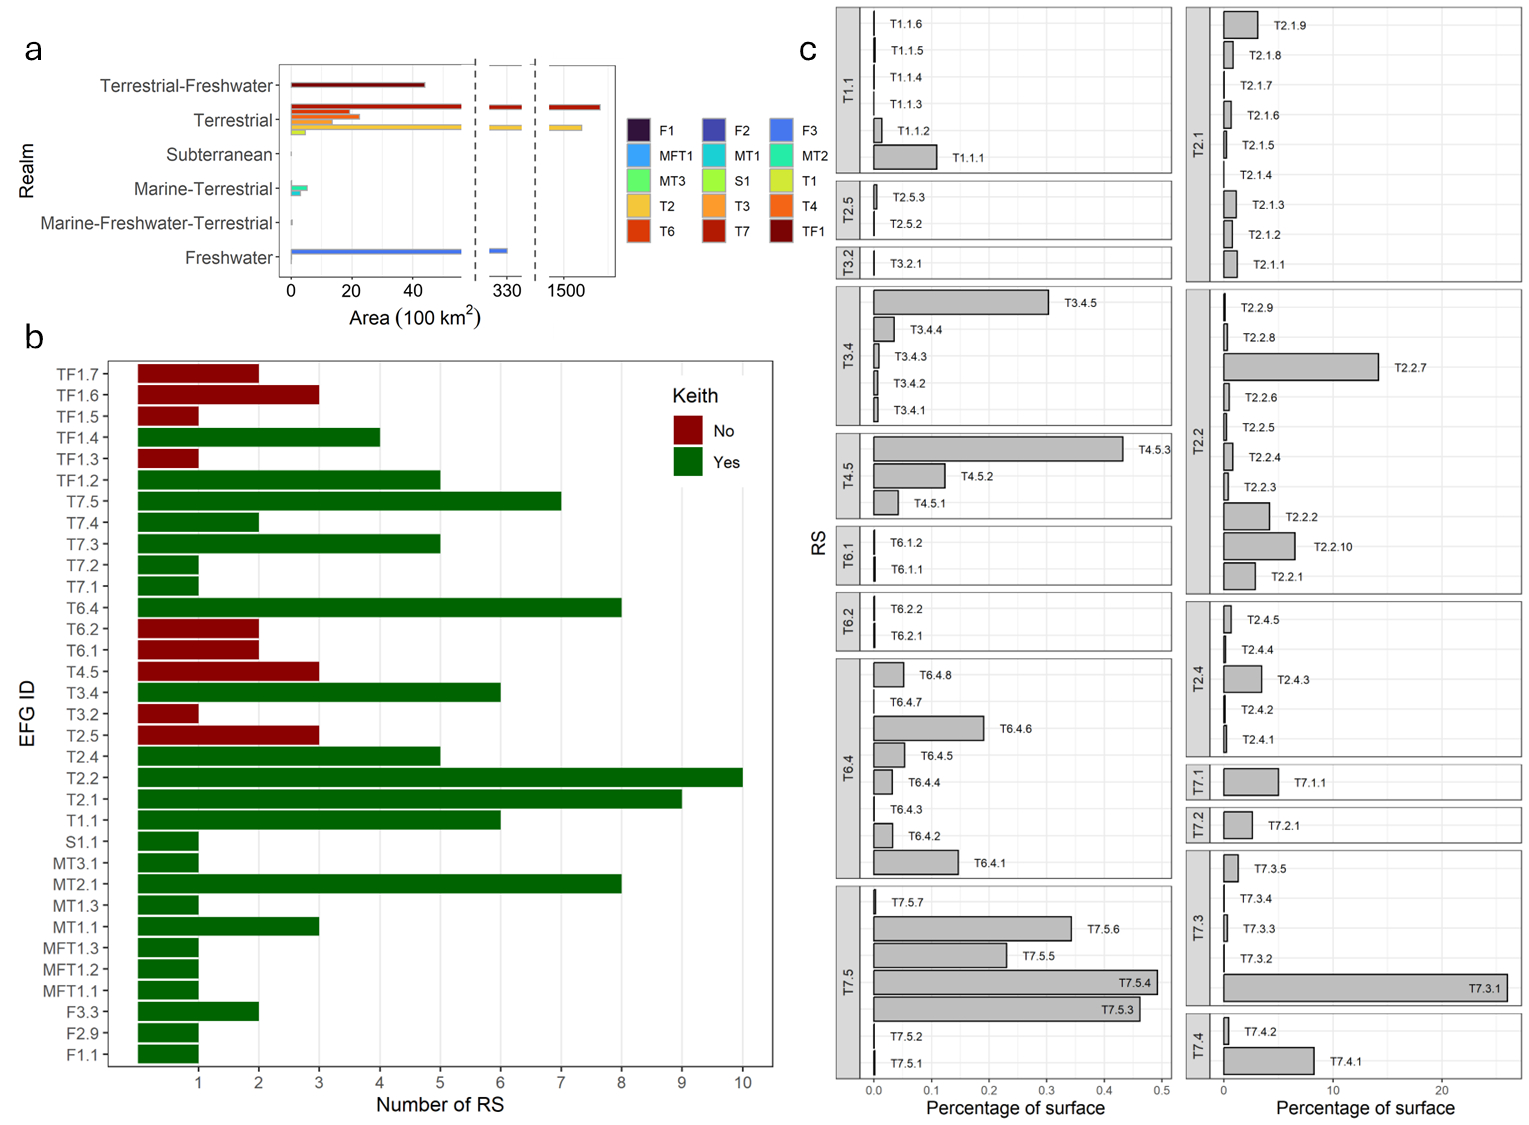 a
Realm
Terrestrial-Freshwater
Terrestrial
Subterranean
Marine-Terrestrial
Marine-Freshwater-Terrestrial
Freshwater
0 20 40 330 1500
Area (100 km²)
F1 F2 F3
MFT1 MT1 MT2
MT3 S1 T1
T2 T3 T4
T6 T7 TF1
b
EFG ID
TF1.7
TF1.6
TF1.5
TF1.4
TF1.3
TF1.2
T7.5
T7.4
T7.3
T7.2
T7.1
T6.4
T6.2
T6.1
T4.5
T3.4
T3.2
T2.5
T2.4
T2.2
T2.1
T1.1
S1.1
MT3.1
MT2.1
MT1.3
MT1.1
MFT1.3
MFT1.2
MFT1.1
F3.3
F2.9
F1.1
1 2 3 4 5 6 7 8 9 10
Number of RS
Keith
No
Yes
c
RS
T1.1
T1.1.6
T1.1.5
T1.1.4
T1.1.3
T1.1.2
T1.1.1
T2.5
T2.5.3
T2.5.2
T3.2
T3.2.1
T3.4
T3.4.5
T3.4.4
T3.4.3
T3.4.2
T3.4.1
T4.5
T4.5.3
T4.5.2
T4.5.1
T6.1
T6.1.2
T6.1.1
T6.2
T6.2.2
T6.2.1
T6.4
T6.4.8
T6.4.7
T6.4.6
T6.4.5
T6.4.4
T6.4.3
T6.4.2
T6.4.1
T7.5
T7.5.7
T7.5.6
T7.5.5
T7.5.4
T7.5.3
T7.5.2
T7.5.1
0.0 0.1 0.2 0.3 0.4 0.5
Percentage of surface
T2.1
T2.1.9
T2.1.8
T2.1.7
T2.1.6
T2.1.5
T2.1.4
T2.1.3
T2.1.2
T2.1.1
T2.2
T2.2.9
T2.2.8
T2.2.7
T2.2.6
T2.2.5
T2.2.4
T2.2.3
T2.2.2
T2.2.10
T2.2.1
T2.4
T2.4.5
T2.4.4
T2.4.3
T2.4.2
T2.4.1
T7.1
T7.1.1
T7.2
T7.2.1
T7.3
T7.3.5
T7.3.4
T7.3.3
T7.3.2
T7.3.1
T7.4
T7.4.2
T7.4.1
0 10 20
Percentage of surface